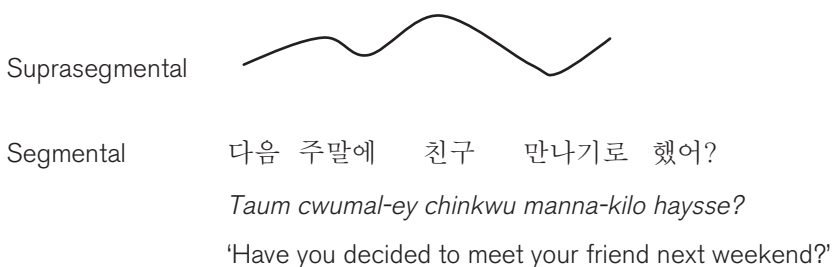 Suprasegmental
Segmental 다음 주말에 친구 만나기로 했어?
Taum cwumal-ey chinkwu manna-kilo haysse?
‘Have you decided to meet your friend next weekend?’